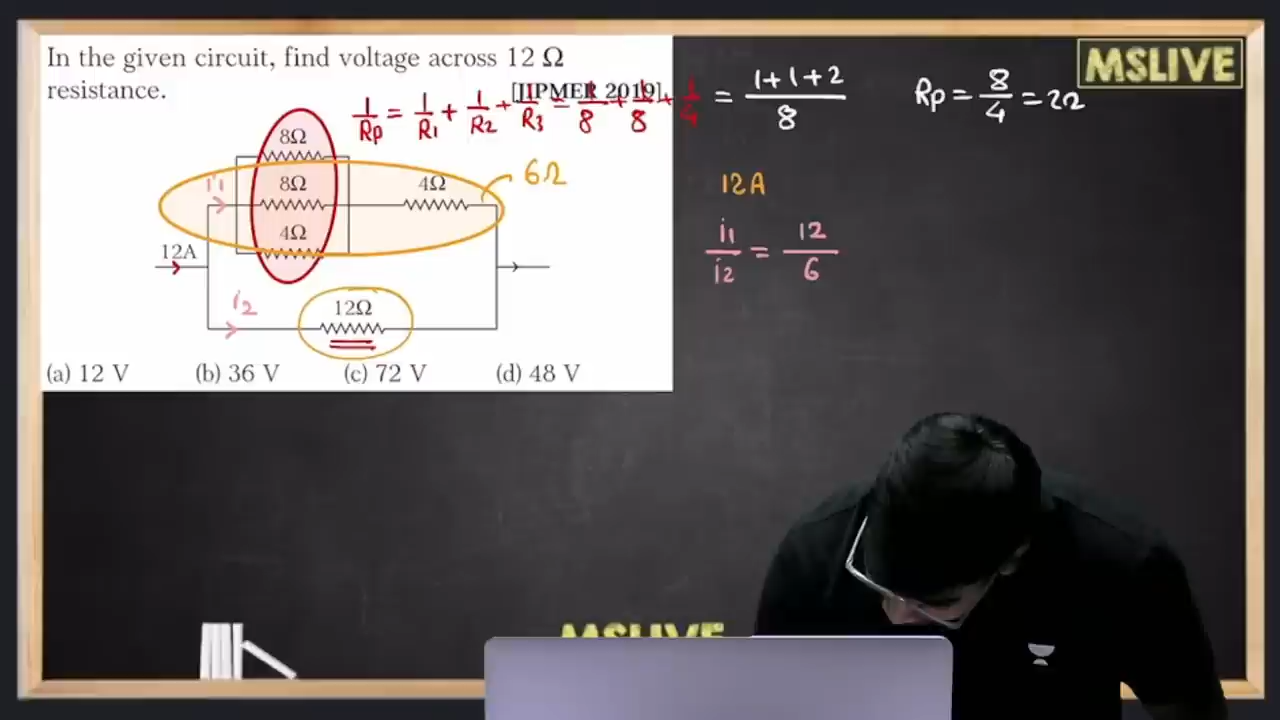 In the given circuit, find voltage across 12 Ω
resistance. [JIPMER 2019]
MSLIVE
1/Rp = 1/R1 + 1/R2 + 1/R3 = 1/8 + 1/8 + 1/4 = 1+1+2/8
Rp = 8/4 = 2Ω
8Ω
i1 8Ω 4Ω 6Ω
4Ω
12A
i2 12Ω
(a) 12 V (b) 36 V (c) 72 V (d) 48 V
12A
i1/i2 = 12/6
MSLIVE